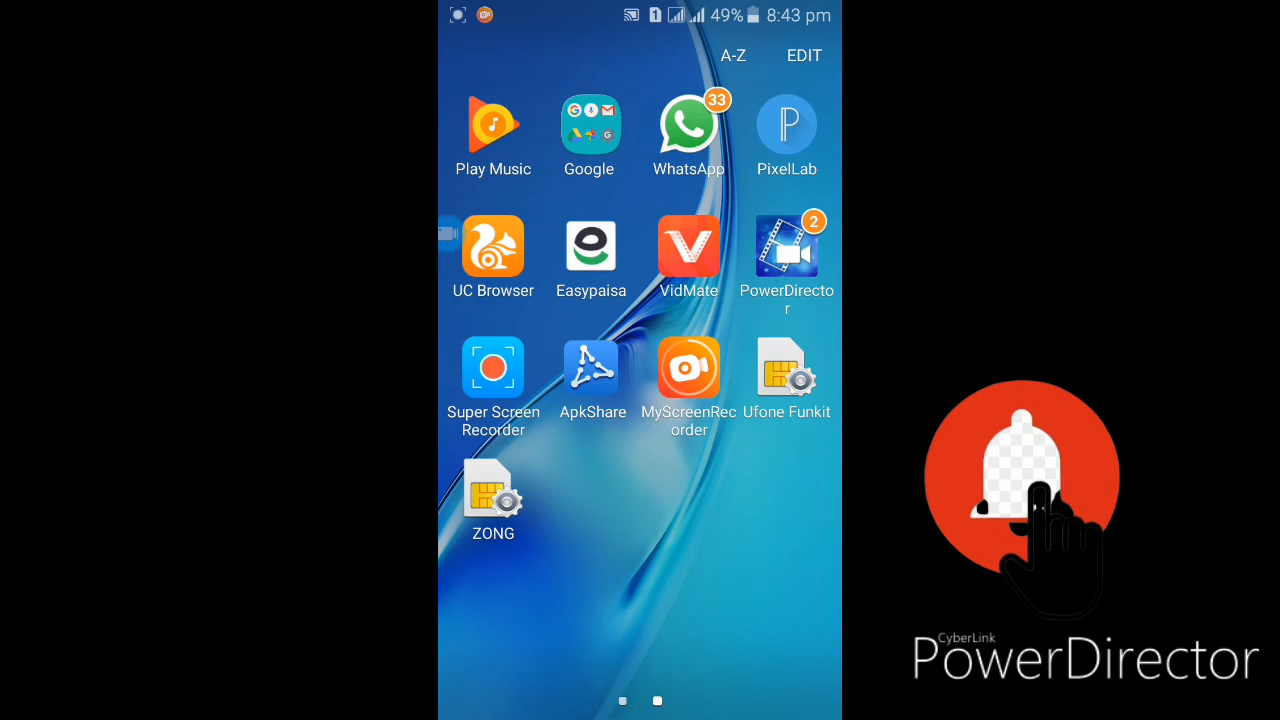 1 49% 8:43 pm
A-Z EDIT
33
Play Music Google WhatsApp PixelLab
2
UC Browser Easypaisa VidMate PowerDirecto
r
Super Screen ApkShare MyScreenRec Ufone Funkit
Recorder order
ZONG
CyberLink
PowerDirector